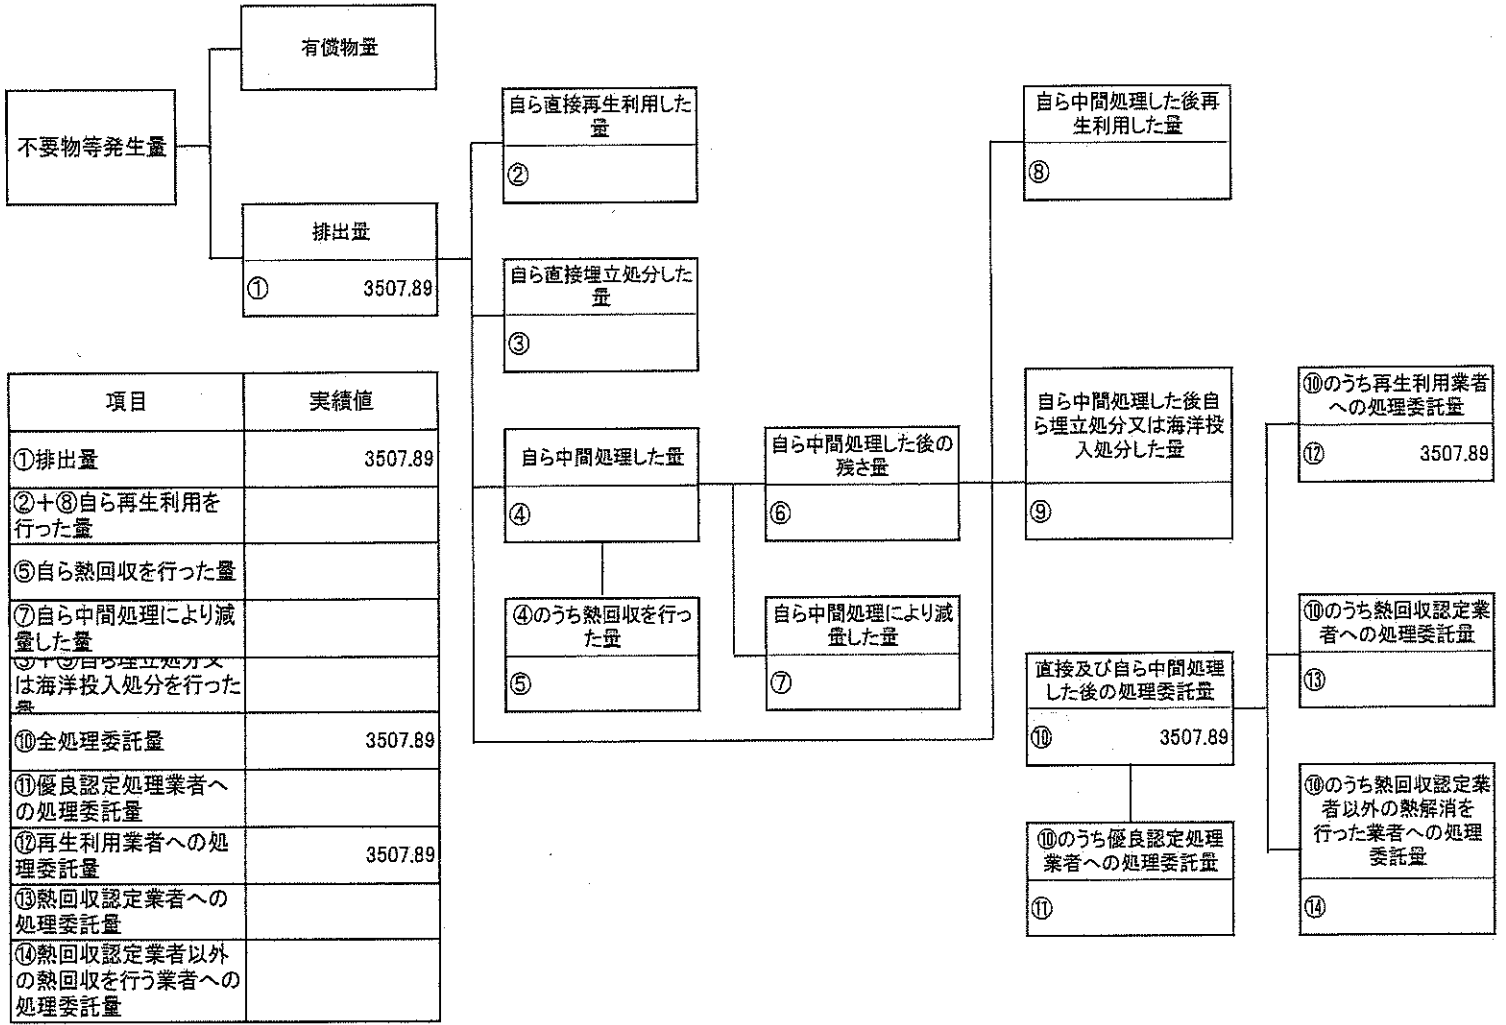 有償物量
不要物等発生量
排出量
① 3507.89
自ら直接再生利用した
量
②
自ら直接埋立処分した
量
③
自ら中間処理した量
④
④のうち熱回収を行っ
た量
⑤
自ら中間処理した後の
残さ量
⑥
自ら中間処理により減
量した量
⑦
自ら中間処理した後再
生利用した量
⑧
自ら中間処理した後自
ら埋立処分又は海洋投
入処分した量
⑨
直接及び自ら中間処理
した後の処理委託量
⑩ 3507.89
⑩のうち優良認定処理
業者への処理委託量
⑪
⑩のうち再生利用業者
への処理委託量
⑫ 3507.89
⑩のうち熱回収認定業
者への処理委託量
⑬
⑩のうち熱回収認定業
者以外の熱解消を
行った業者への処理
委託量
⑭
項目 実績値
①排出量 3507.89
②+⑧自ら再生利用を
行った量
⑤自ら熱回収を行った量
⑦自ら中間処理により減
量した量
③+⑨自ら埋立処分又
は海洋投入処分を行った
量
⑩全処理委託量 3507.89
⑪優良認定処理業者へ
の処理委託量
⑫再生利用業者への処
理委託量 3507.89
⑬熱回収認定業者への
処理委託量
⑭熱回収認定業者以外
の熱回収を行う業者への
処理委託量